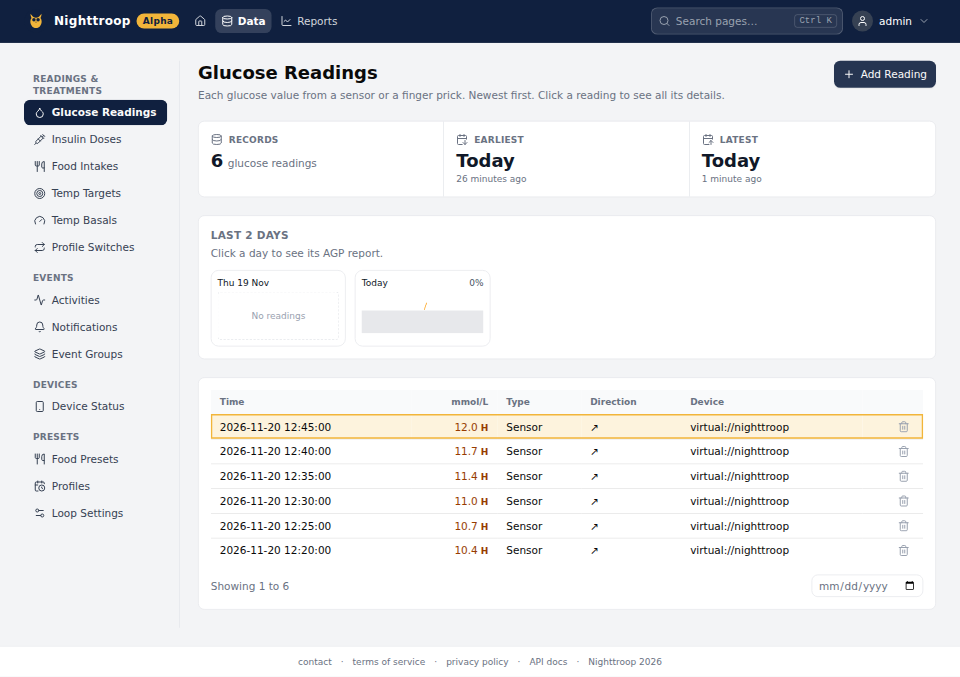 Nighttroop Alpha Data Reports Search pages... Ctrl K admin
READINGS &
TREATMENTS
Glucose Readings
Insulin Doses
Food Intakes
Temp Targets
Temp Basals
Profile Switches
EVENTS
Activities
Notifications
Event Groups
DEVICES
Device Status
PRESETS
Food Presets
Profiles
Loop Settings
Glucose Readings
Each glucose value from a sensor or a finger prick. Newest first. Click a reading to see all its details.
Add Reading
RECORDS
6 glucose readings
EARLIEST
Today
26 minutes ago
LATEST
Today
1 minute ago
LAST 2 DAYS
Click a day to see its AGP report.
Thu 19 Nov
No readings
Today 0%
Time mmol/L Type Direction Device
2026-11-20 12:45:00 12.0 H Sensor ↗ virtual://nighttroop
2026-11-20 12:40:00 11.7 H Sensor ↗ virtual://nighttroop
2026-11-20 12:35:00 11.4 H Sensor ↗ virtual://nighttroop
2026-11-20 12:30:00 11.0 H Sensor ↗ virtual://nighttroop
2026-11-20 12:25:00 10.7 H Sensor ↗ virtual://nighttroop
2026-11-20 12:20:00 10.4 H Sensor ↗ virtual://nighttroop
Showing 1 to 6 mm/dd/yyyy
contact · terms of service · privacy policy · API docs · Nighttroop 2026